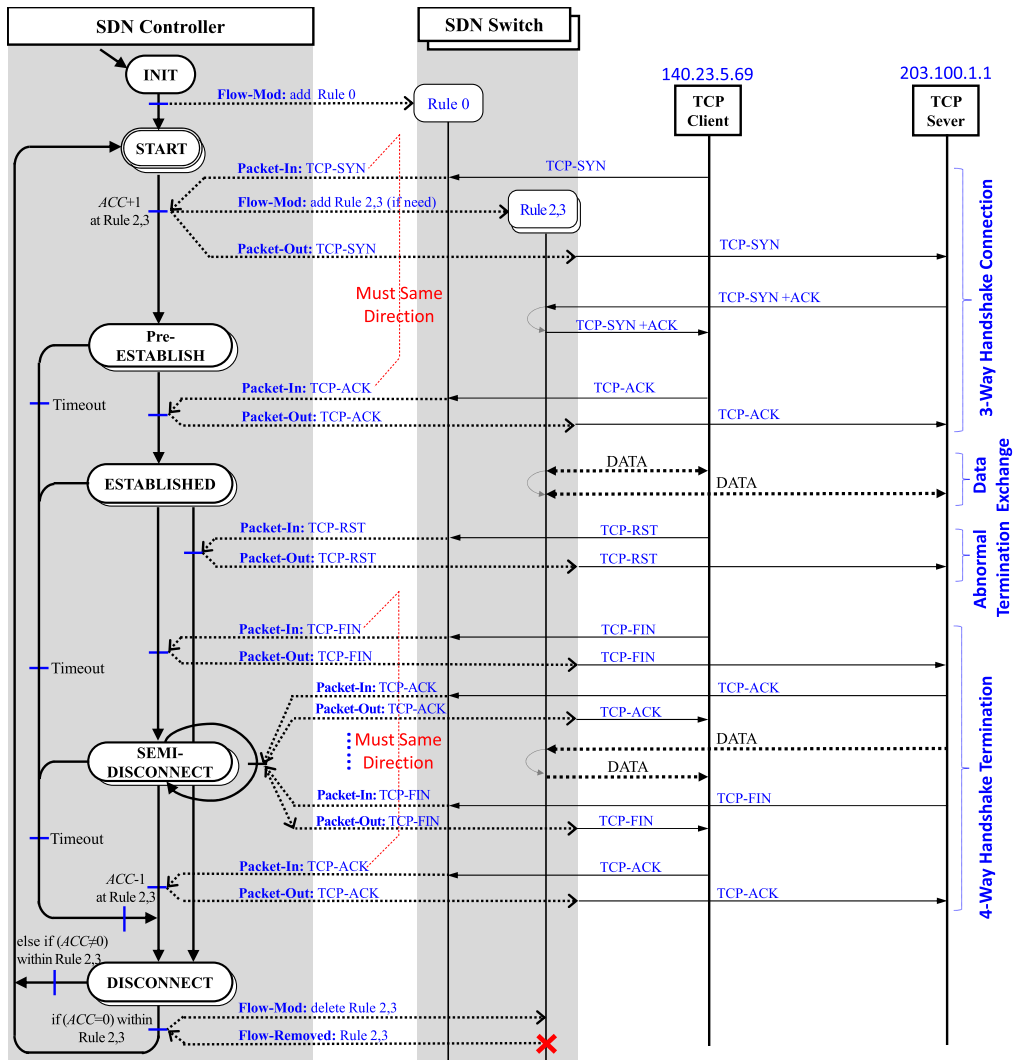 SDN Controller
SDN Switch
INIT
140.23.5.69
203.100.1.1
Flow-Mod: add Rule 0
Rule 0
TCP
Client
TCP
Sever
START
Packet-In: TCP-SYN
TCP-SYN
ACC+1
at Rule 2,3
Flow-Mod: add Rule 2,3 (if need)
Rule 2,3
Packet-Out: TCP-SYN
TCP-SYN
Must Same
Direction
TCP-SYN +ACK
TCP-SYN +ACK
3-Way Handshake Connection
Pre-
ESTABLISH
Packet-In: TCP-ACK
TCP-ACK
Timeout
Packet-Out: TCP-ACK
TCP-ACK
ESTABLISHED
DATA
DATA
Data
Exchange
Packet-In: TCP-RST
TCP-RST
Packet-Out: TCP-RST
TCP-RST
Abnormal
Termination
Packet-In: TCP-FIN
TCP-FIN
Packet-Out: TCP-FIN
TCP-FIN
Timeout
Packet-In: TCP-ACK
TCP-ACK
Packet-Out: TCP-ACK
TCP-ACK
SEMI-
DISCONNECT
Must Same
Direction
DATA
DATA
Packet-In: TCP-FIN
TCP-FIN
Packet-Out: TCP-FIN
TCP-FIN
4-Way Handshake Termination
Timeout
Packet-In: TCP-ACK
TCP-ACK
ACC-1
at Rule 2,3
Packet-Out: TCP-ACK
TCP-ACK
else if (ACC≠0)
within Rule 2,3
DISCONNECT
Flow-Mod: delete Rule 2,3
if (ACC=0) within
Rule 2,3
Flow-Removed: Rule 2,3